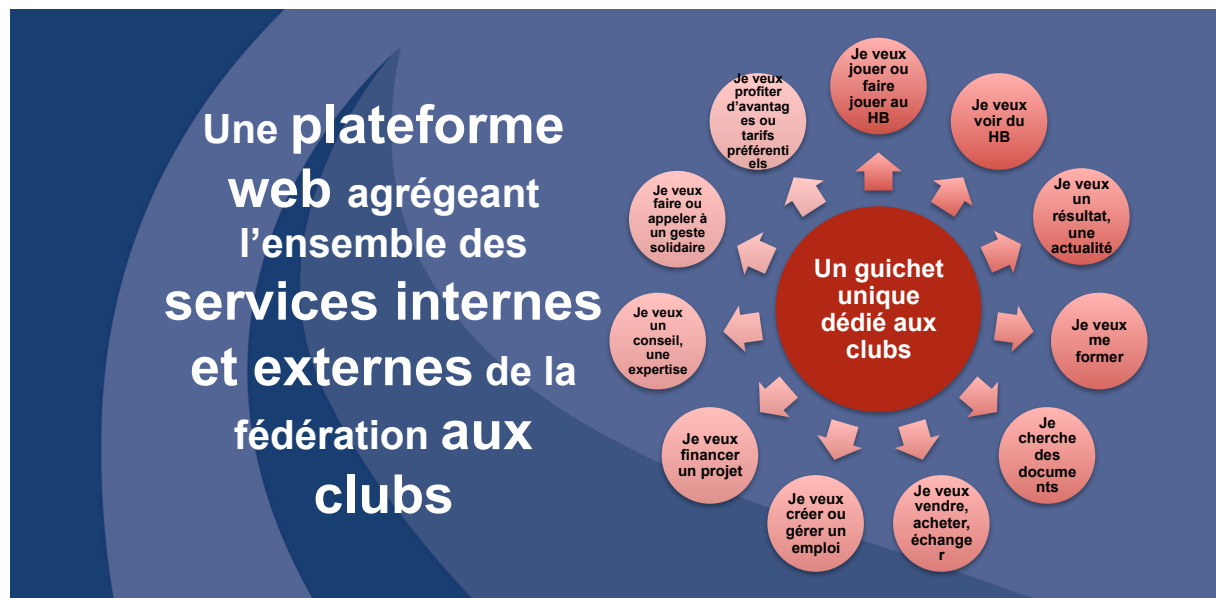 Une plateforme
web agrégeant
l’ensemble des
services internes
et externes de la
fédération aux
clubs
Un guichet
unique
dédié aux
clubs
Je veux
jouer ou
faire
jouer au
HB
Je veux
voir du
HB
Je veux
un
résultat,
une
actualité
Je veux
me
former
Je
cherche
des
docume
nts
Je veux
vendre,
acheter,
échange
r
Je veux
créer ou
gérer un
emploi
Je veux
financer
un projet
Je veux
un
conseil,
une
expertise
Je veux
faire ou
appeler à
un geste
solidaire
Je veux
profiter
d’avantag
es ou
tarifs
préférenti
els